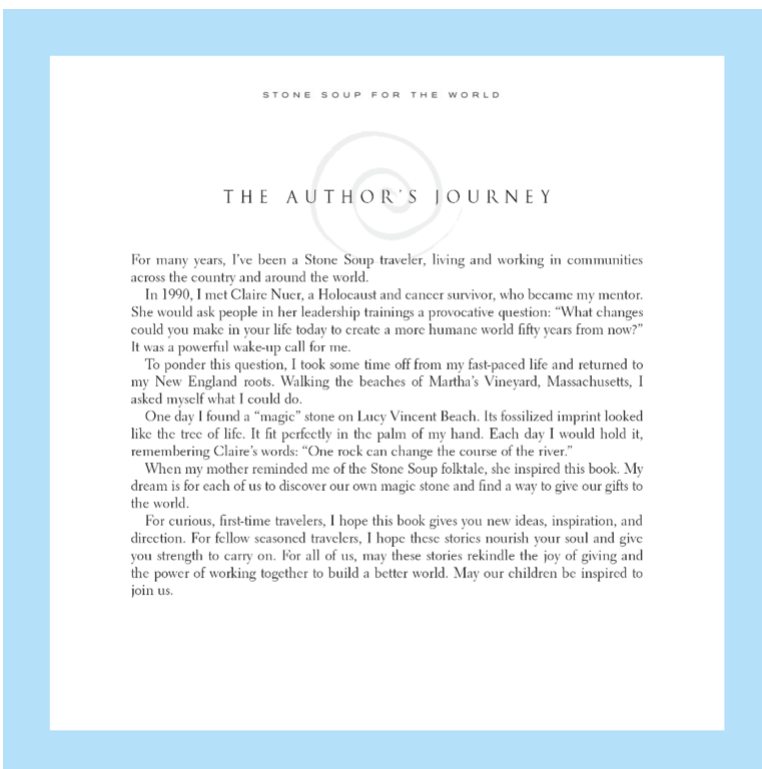 STONE SOUP FOR THE WORLD
THE AUTHOR'S JOURNEY
For many years, I've been a Stone Soup traveler, living and working in communities
across the country and around the world.
In 1990, I met Claire Nuer, a Holocaust and cancer survivor, who became my mentor.
She would ask people in her leadership trainings a provocative question: “What changes
could you make in your life today to create a more humane world fifty years from now?”
It was a powerful wake-up call for me.
To ponder this question, I took some time off from my fast-paced life and returned to
my New England roots. Walking the beaches of Martha's Vineyard, Massachusetts, I
asked myself what I could do.
One day I found a “magic” stone on Lucy Vincent Beach. Its fossilized imprint looked
like the tree of life. It fit perfectly in the palm of my hand. Each day I would hold it,
remembering Claire's words: “One rock can change the course of the river.”
When my mother reminded me of the Stone Soup folktale, she inspired this book. My
dream is for each of us to discover our own magic stone and find a way to give our gifts to
the world.
For curious, first-time travelers, I hope this book gives you new ideas, inspiration, and
direction. For fellow seasoned travelers, I hope these stories nourish your soul and give
you strength to carry on. For all of us, may these stories rekindle the joy of giving and
the power of working together to build a better world. May our children be inspired to
join us.